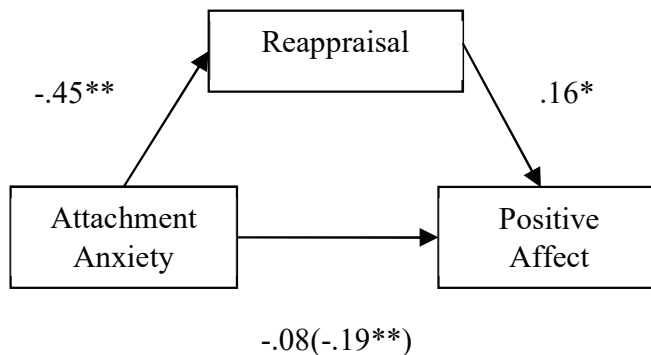 Reappraisal
-.45**
.16*
Attachment
Anxiety
Positive
Affect
-.08(-.19**)